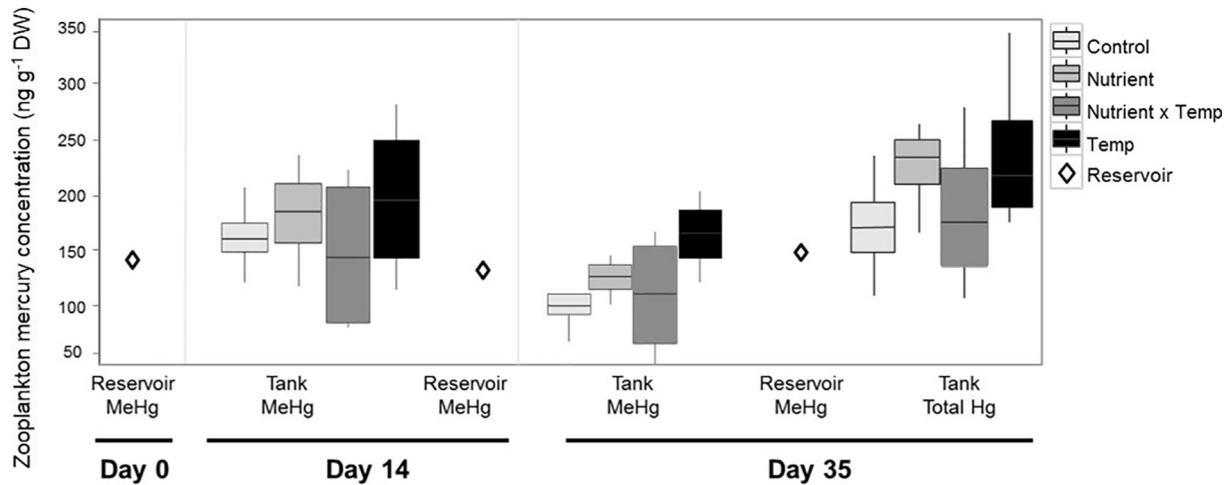 Zooplankton mercury concentration (ng g⁻¹ DW)
350
300
250
200
150
100
50
Control
Nutrient
Nutrient x Temp
Temp
Reservoir
Reservoir Tank Reservoir Tank Reservoir Tank
MeHg MeHg MeHg MeHg MeHg Total Hg
Day 0 Day 14 Day 35